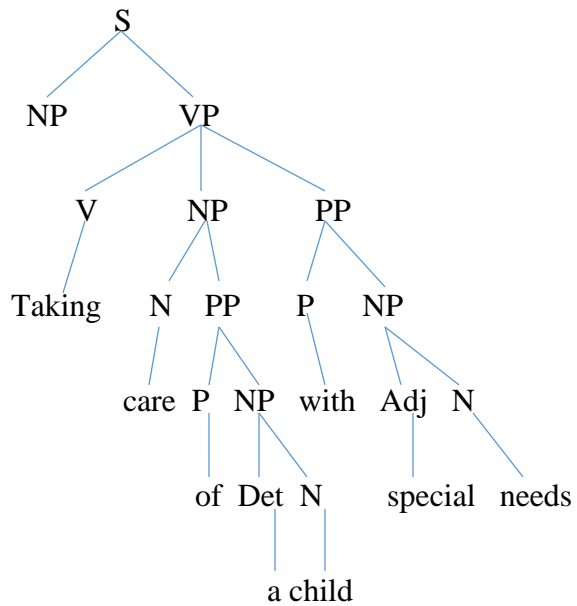 S
NP VP
V NP PP
Taking N PP P NP
care P NP with Adj N
of Det N special needs
a child